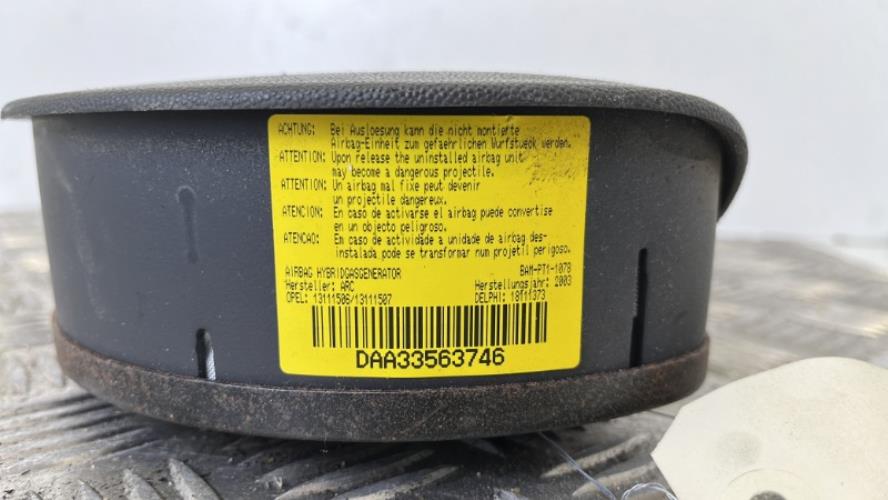 ACHTUNG: Bei Ausloesung kann die nicht montierte
Airbag-Einheit zum gefaehrlichen Wurfstueck werden.
ATTENTION: Upon release the uninstalled airbag unit
may become a dangerous projectile.
ATTENTION: Un airbag mal fixe peut devenir
un projectile dangereux.
ATENCION: En caso de activarse el airbag puede convertise
en un objecto peligroso.
ATENCAO: Em caso de actividade a unidade de airbag des-
instalada pode se transformar num projetil perigoso.
AIRBAG HYBRIDGASGENERATOR BAM-PT1-1078
Hersteller: ARC Herstellungsjahr: 2003
OPEL: 13111506/13111507 DELPHI: 18111373
DAA33563746